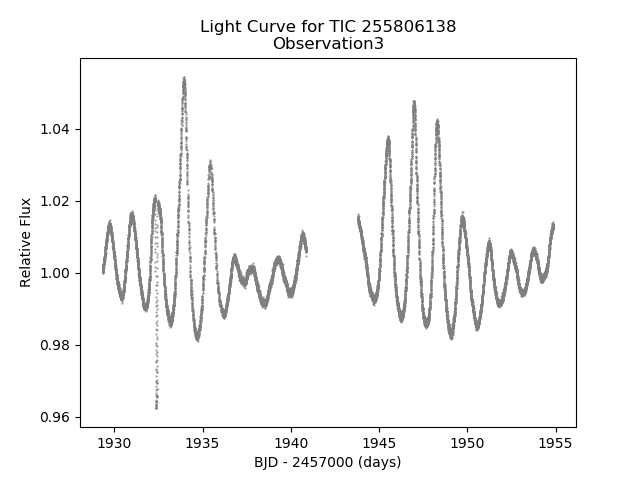 Light Curve for TIC 255806138
Observation3
1.04
1.02
1.00
0.98
0.96
Relative Flux
1930
1935
1940
1945
1950
1955
BJD - 2457000 (days)